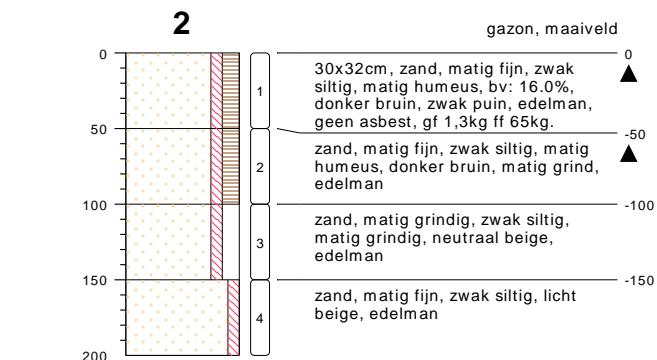 2
gazon, maaiveld
0
50
100
150
200
1
2
3
4
30x32cm, zand, matig fijn, zwak
siltig, matig humeus, bv: 16.0%,
donker bruin, zwak puin, edelman,
geen asbest, gf 1,3kg ff 65kg.
zand, matig fijn, zwak siltig, matig
humeus, donker bruin, matig grind,
edelman
zand, matig grindig, zwak siltig,
matig grindig, neutraal beige,
edelman
zand, matig fijn, zwak siltig, licht
beige, edelman
0
-50
-100
-150